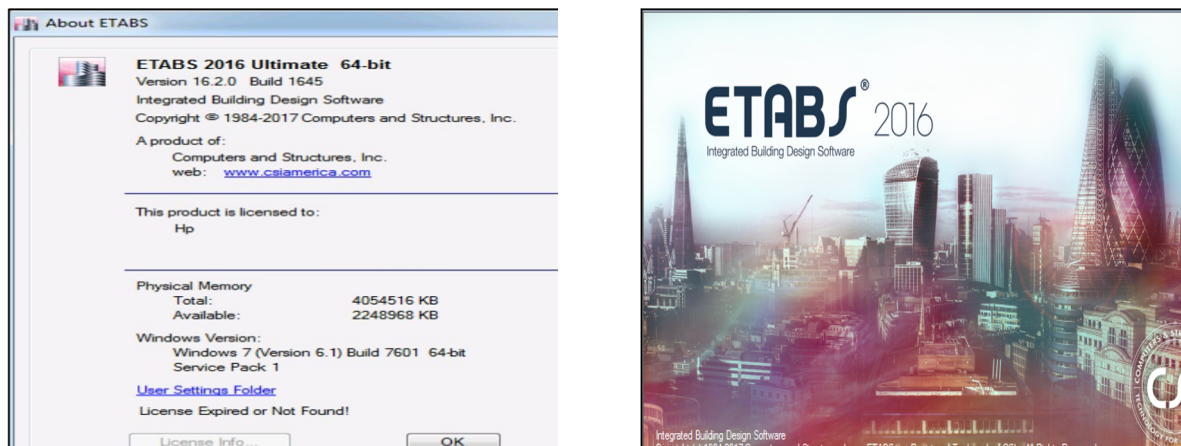 About ETABS
ETABS 2016 Ultimate 64-bit
Version 16.2.0 Build 1645
Integrated Building Design Software
Copyright © 1984-2017 Computers and Structures, Inc.
A product of:
Computers and Structures, Inc.
web: www.csiamerica.com
This product is licensed to:
Hp
Physical Memory
Total: 4054516 KB
Available: 2248968 KB
Windows Version:
Windows 7 (Version 6.1) Build 7601 64-bit
Service Pack 1
User Settings Folder
License Expired or Not Found!
License Info... OK
ETABS® 2016
Integrated Building Design Software
Integrated Building Design Software